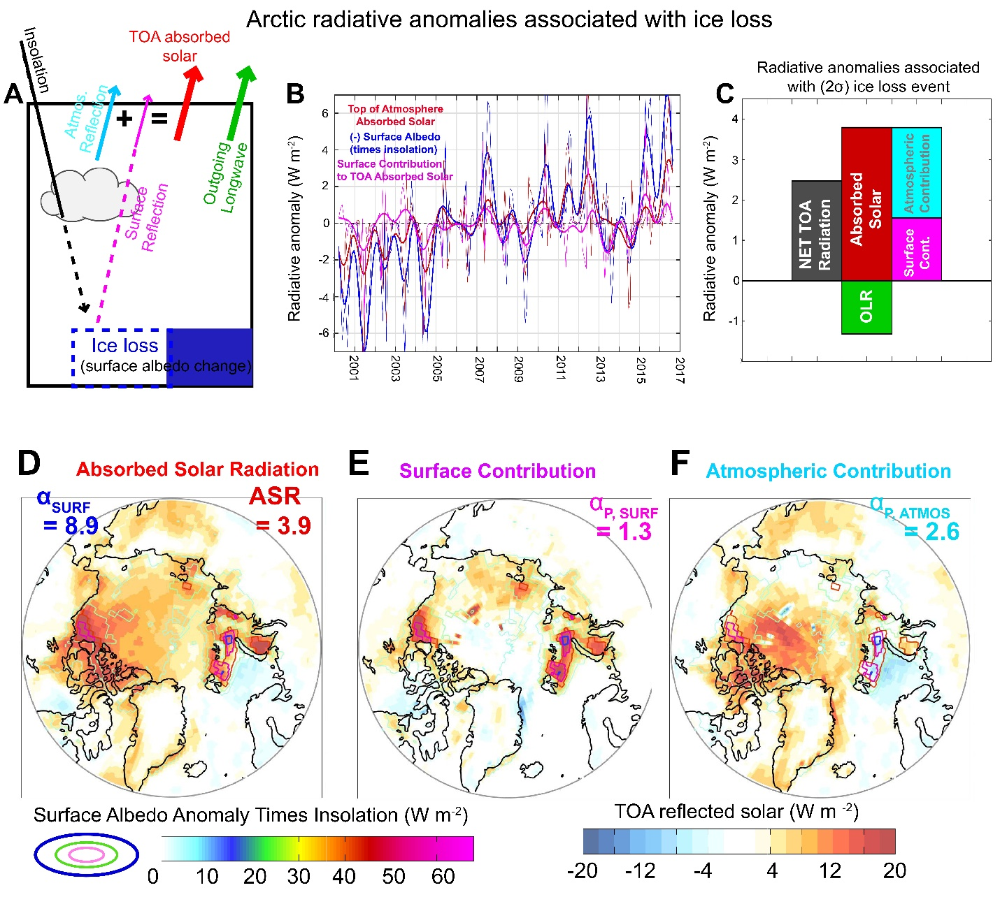 Arctic radiative anomalies associated with ice loss
A
Insolation
Atmos.
Reflection
+
=
TOA absorbed
solar
Surface
Reflection
Outgoing
Longwave
Ice loss
(surface albedo change)
B
Radiative anomaly (W m-2)
Top of Atmosphere
Absorbed Solar
(-) Surface Albedo
(times insolation)
Surface Contribution
to TOA Absorbed Solar
6
4
2
0
-2
-4
-6
2001 2003 2005 2007 2009 2011 2013 2015 2017
C
Radiative anomalies associated
with (2σ) ice loss event
Radiative anomaly (W m-2)
4
3
2
1
0
-1
NET TOA
Radiation
Absorbed
Solar
Atmospheric
Contribution
Surface
Cont.
OLR
D
Absorbed Solar Radiation
αSURF
= 8.9
ASR
= 3.9
E
Surface Contribution
αP, SURF
= 1.3
F
Atmospheric Contribution
αP, ATMOS
= 2.6
Surface Albedo Anomaly Times Insolation (W m-2)
0 10 20 30 40 50 60
TOA reflected solar (W m -2)
-20 -12 -4 4 12 20